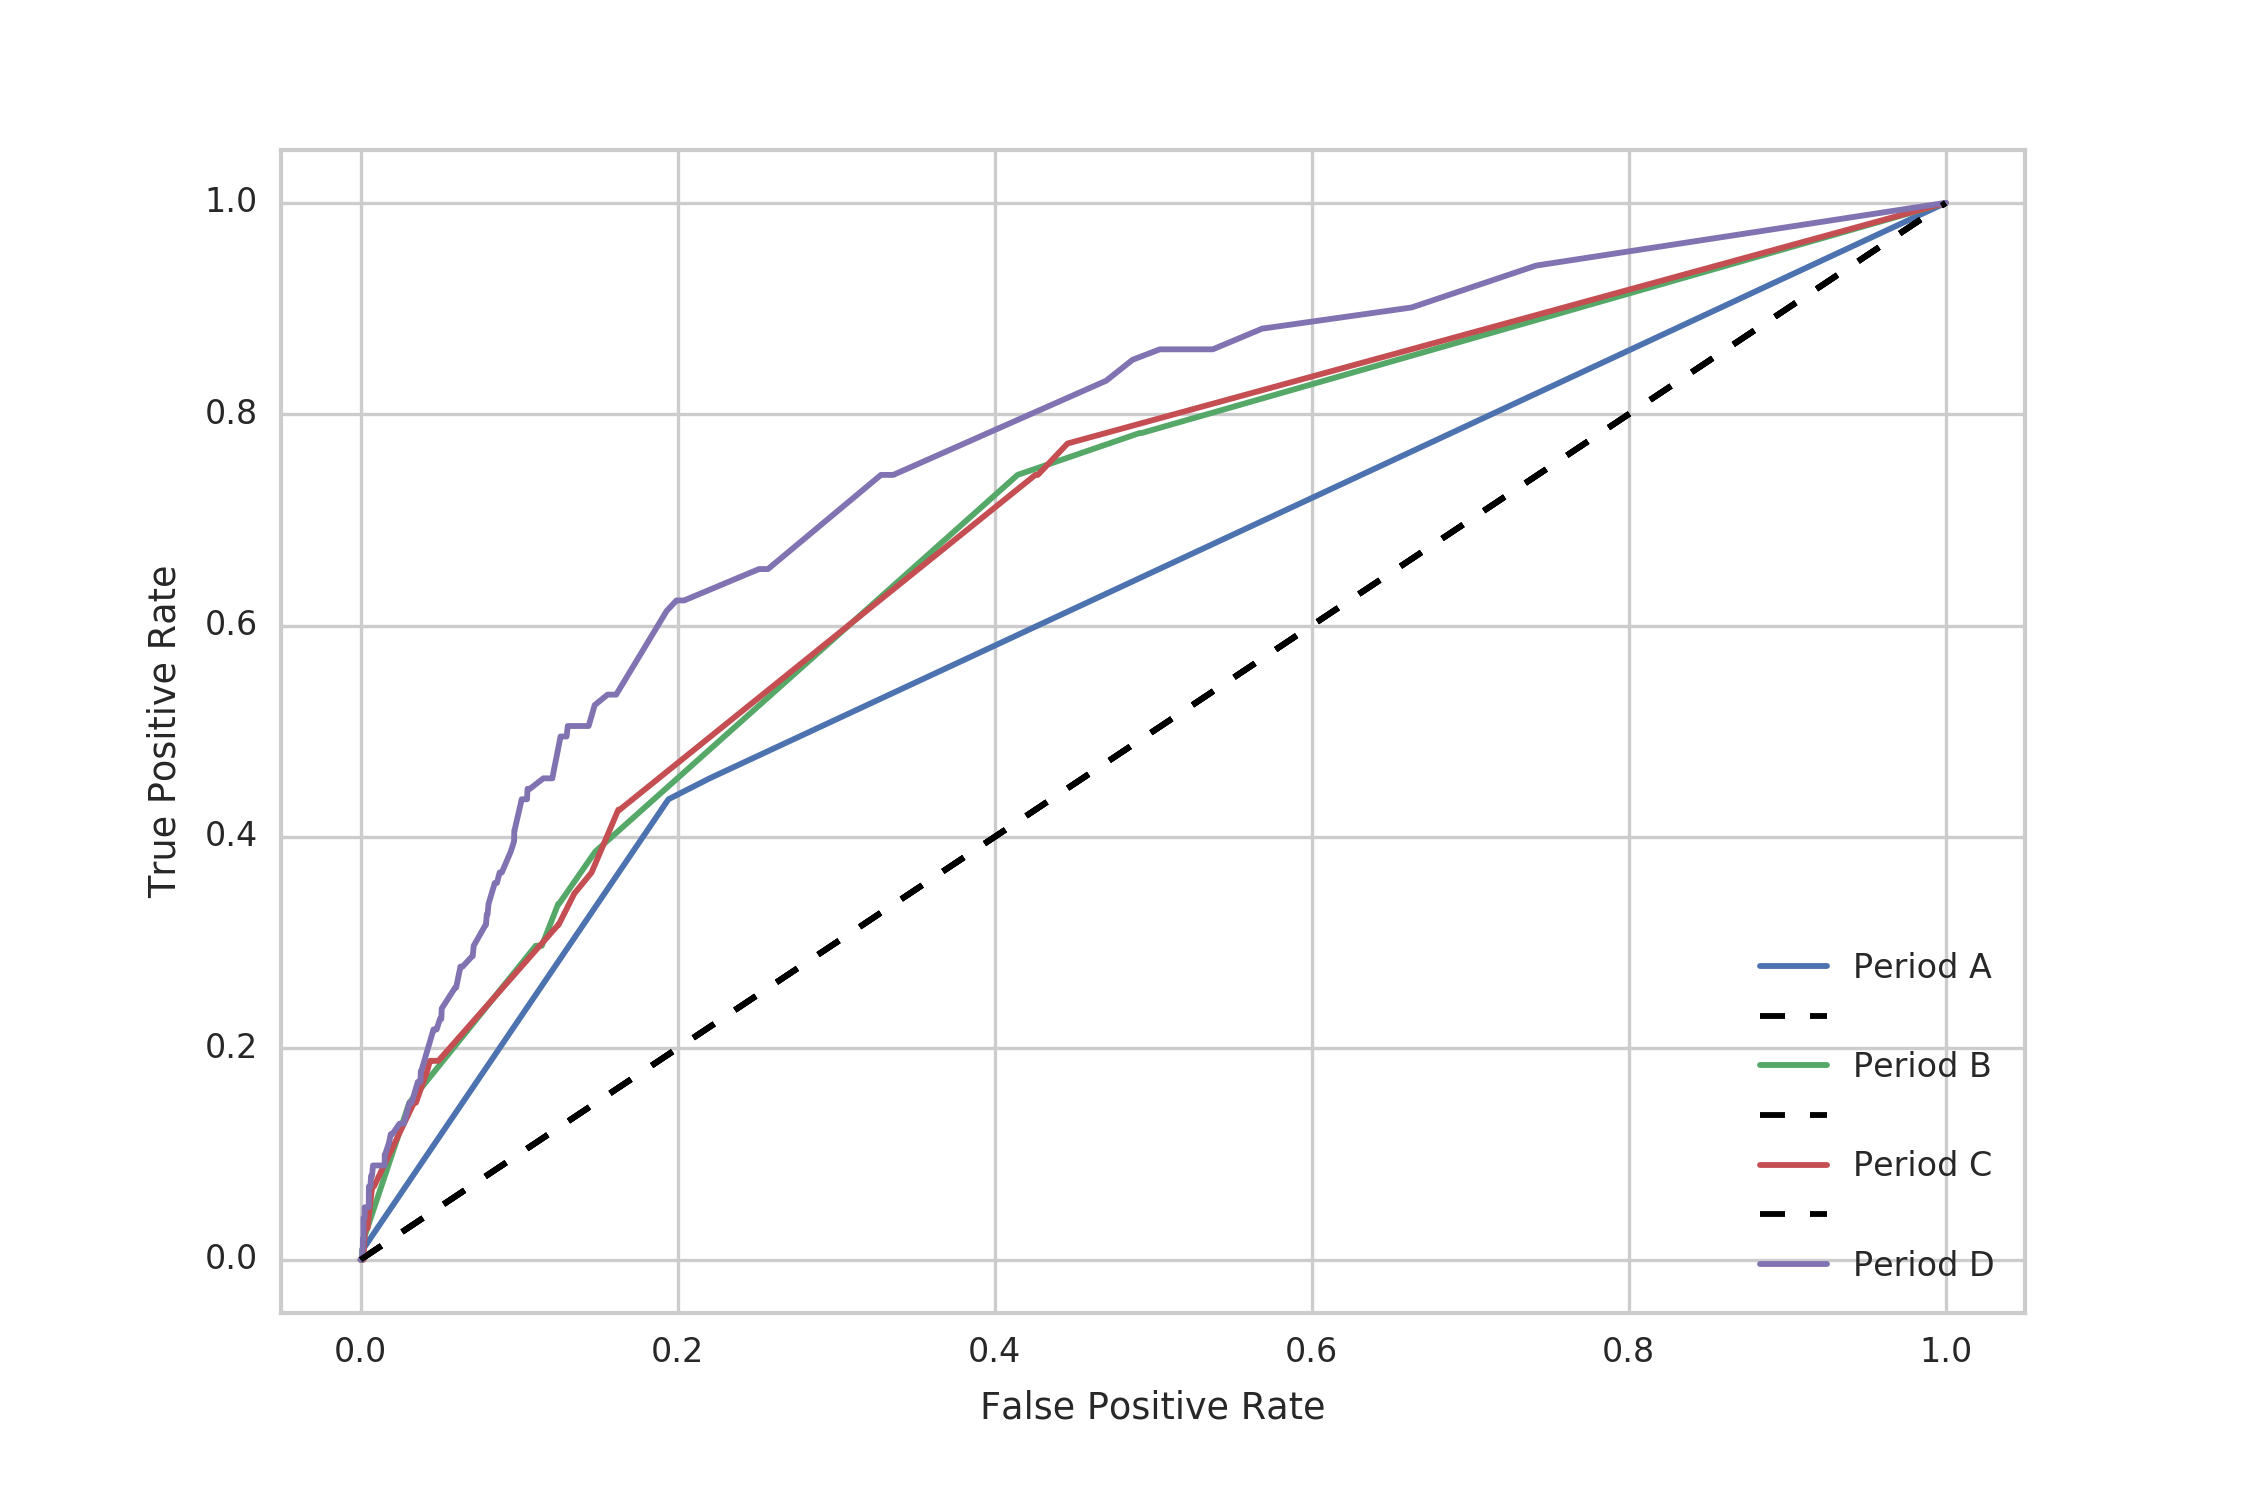 1.0
0.8
0.6
0.4
0.2
0.0
True Positive Rate
Period A
Period B
Period C
Period D
0.0 0.2 0.4 0.6 0.8 1.0
False Positive Rate